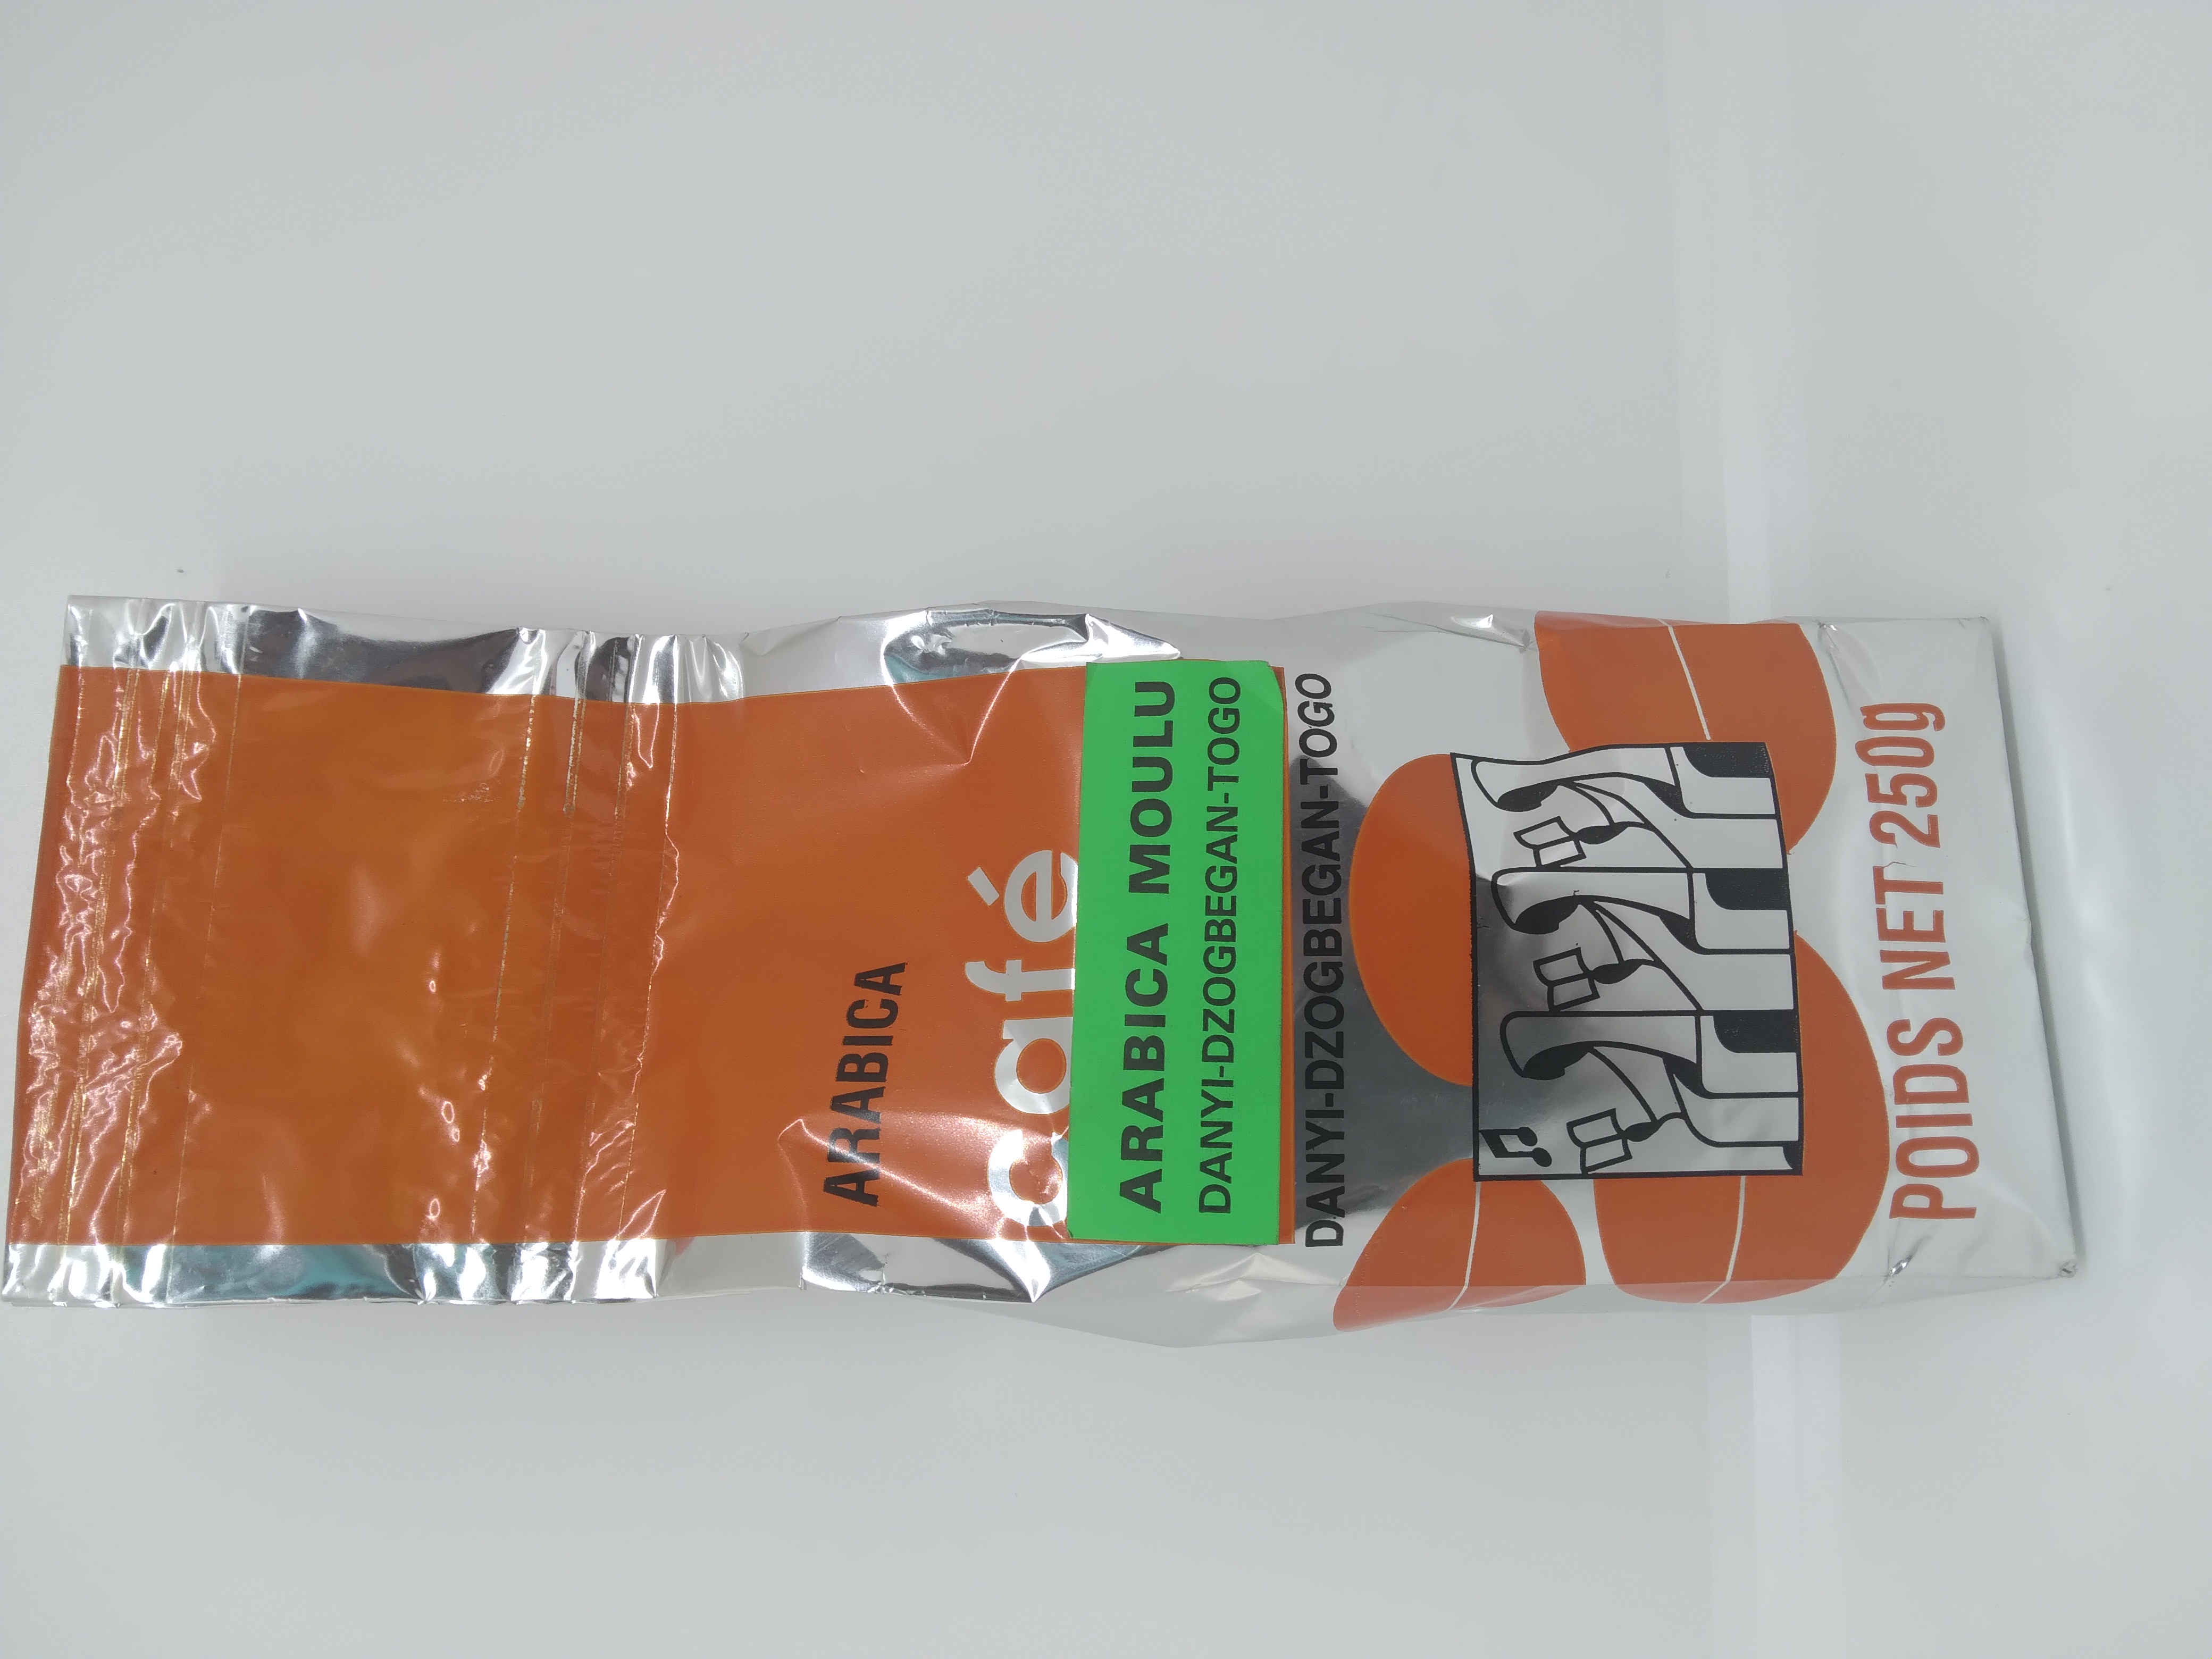 ARABICA
café
ARABICA MOULU
DANYI-DZOGBEGAN-TOGO
DANYI-DZOGBEGAN-TOGO
POIDS NET 250g